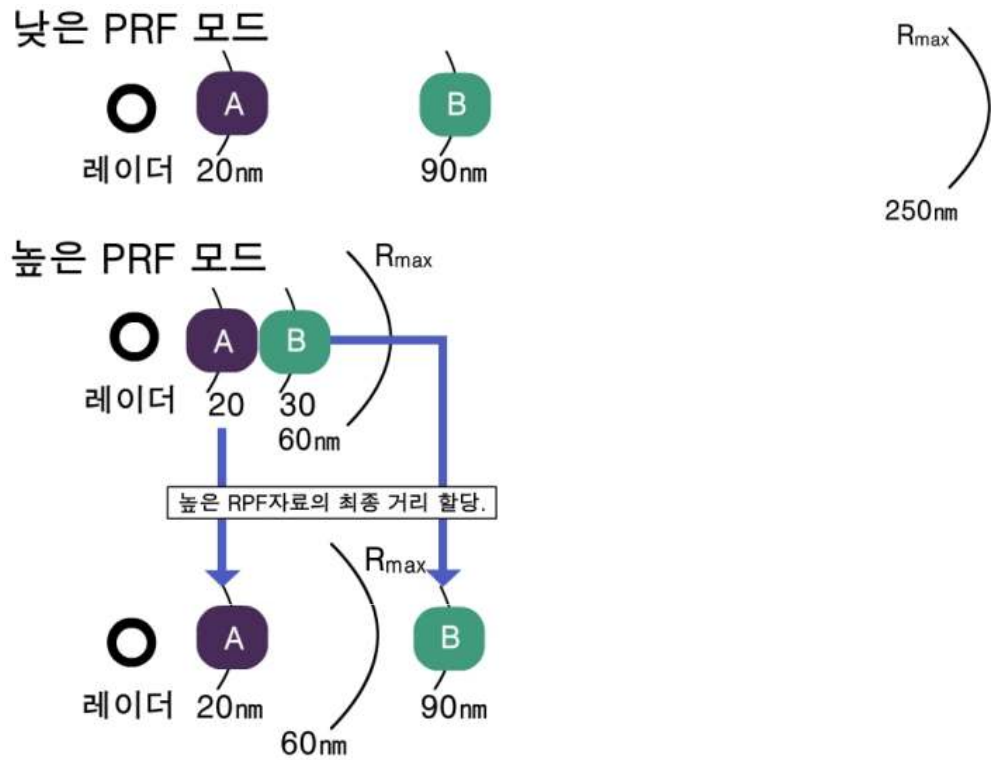 낮은 PRF 모드
Rmax
A
B
레이더 20nm
90nm
250nm
높은 PRF 모드
Rmax
A
B
레이더 20 30
60nm
높은 RPF자료의 최종 거리 할당.
Rmax
A
B
레이더 20nm
90nm
60nm